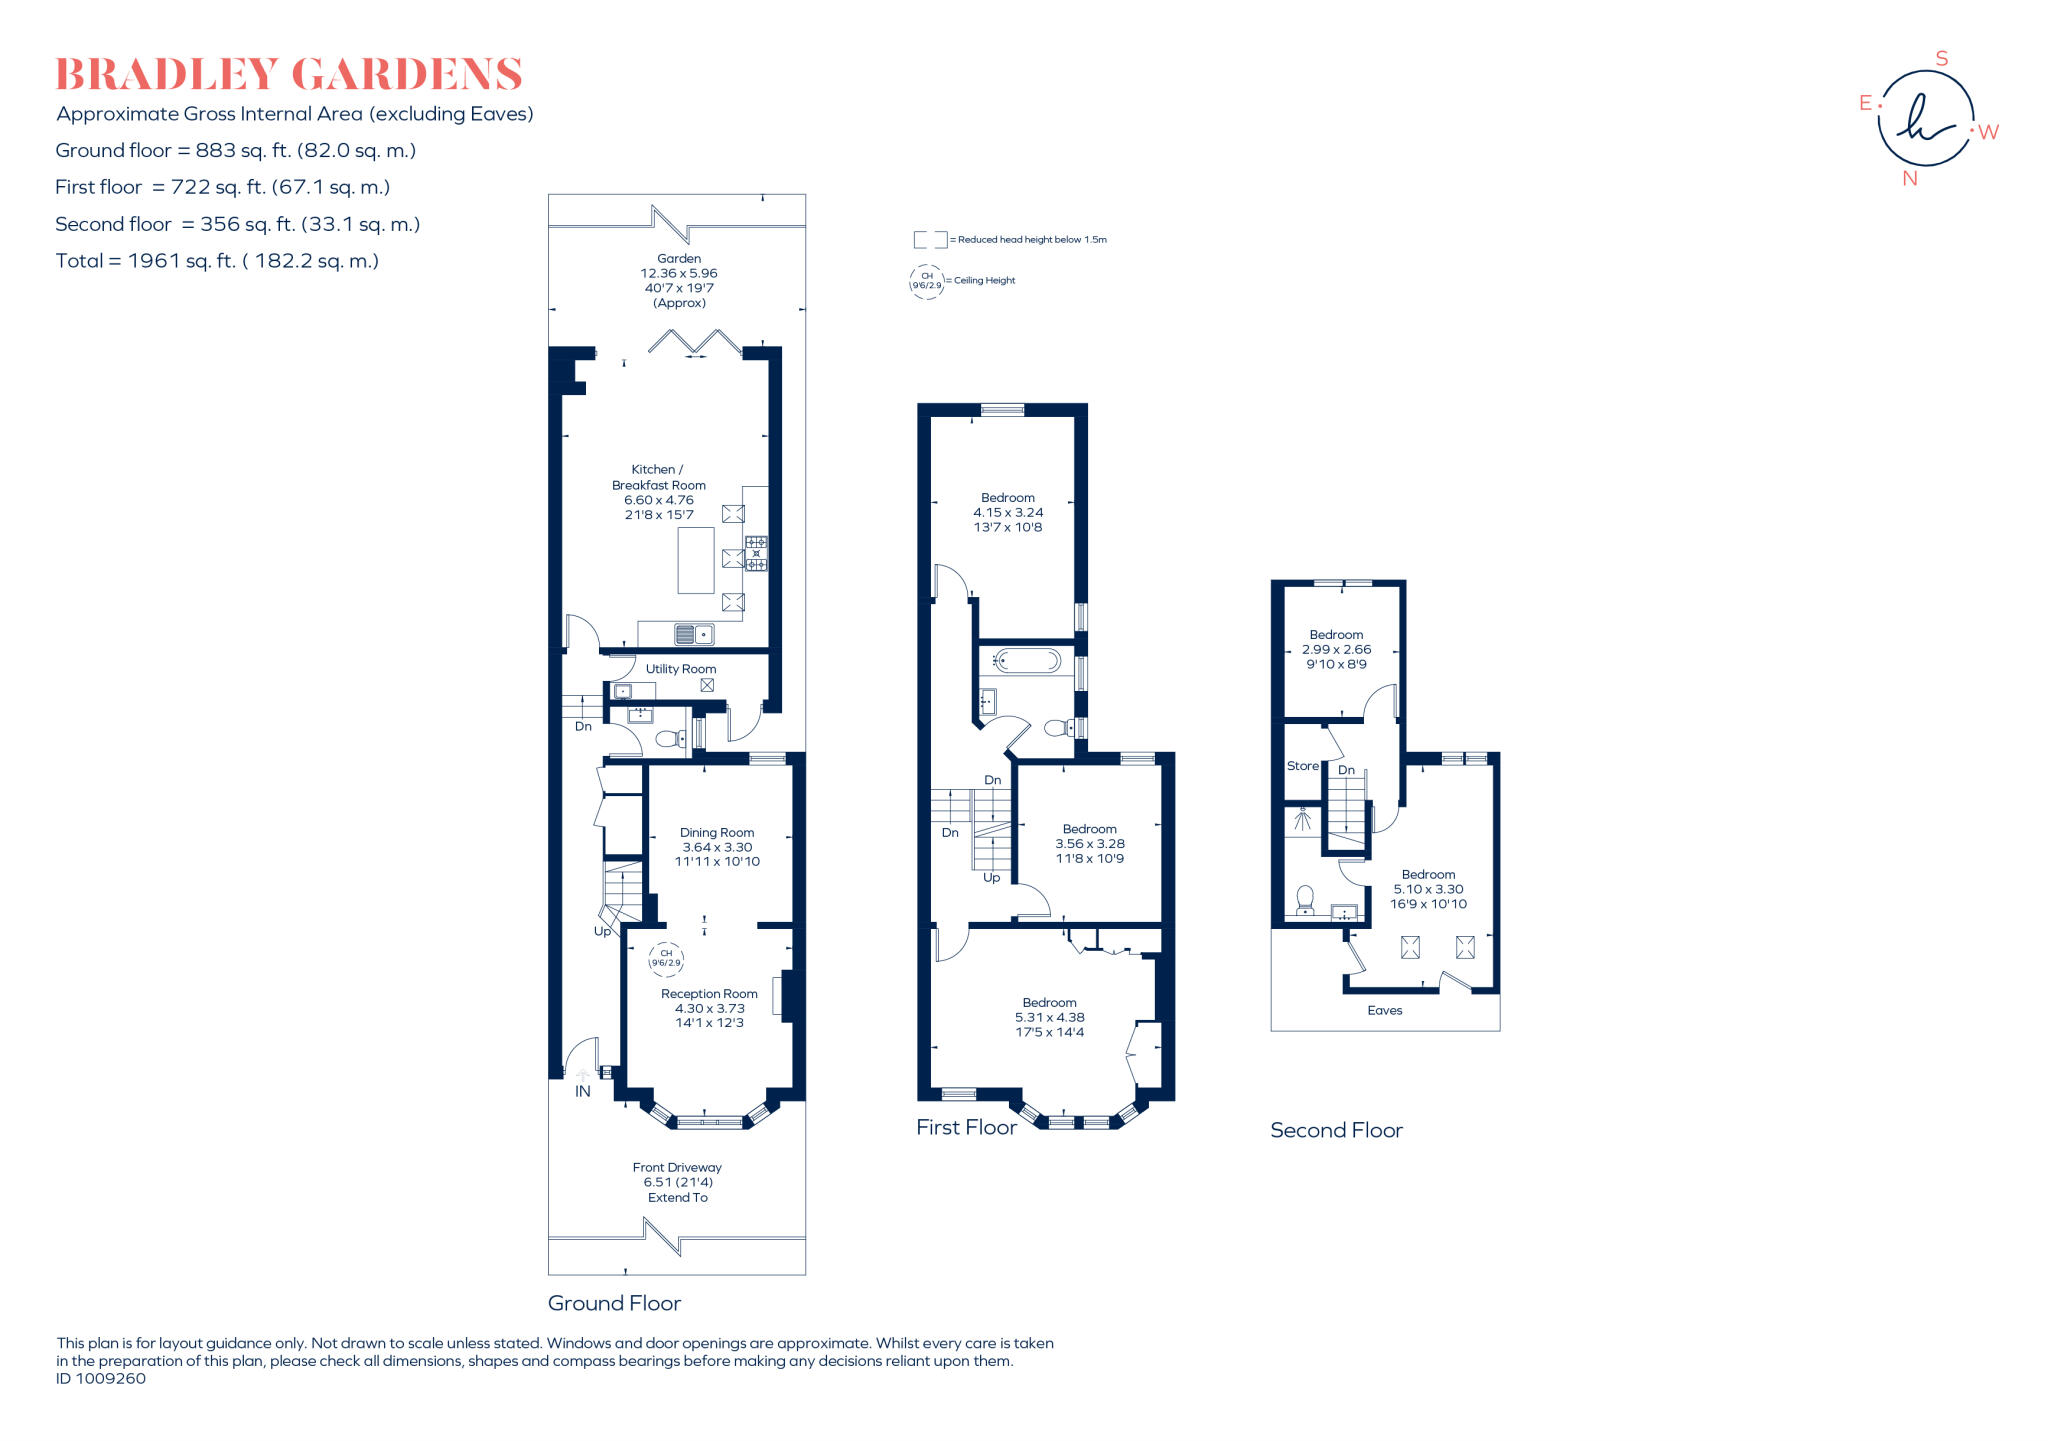 BRADLEY GARDENS
Approximate Gross Internal Area (excluding Eaves)
Ground floor = 883 sq. ft. (82.0 sq. m.)
First floor = 722 sq. ft. (67.1 sq. m.)
Second floor = 356 sq. ft. (33.1 sq. m.)
Total = 1961 sq. ft. ( 182.2 sq. m.)
S
E
W
N
= Reduced head height below 1.5m
CH
9'6/2.9
= Ceiling Height
Garden
12.36 x 5.96
40'7 x 19'7
(Approx)
Kitchen /
Breakfast Room
6.60 x 4.76
21'8 x 15'7
Utility Room
Dn
Dining Room
3.64 x 3.30
11'11 x 10'10
Up
CH
9'6/2.9
Reception Room
4.30 x 3.73
14'1 x 12'3
IN
Front Driveway
6.51 (21'4)
Extend To
Ground Floor
Bedroom
4.15 x 3.24
13'7 x 10'8
Dn
Dn
Bedroom
3.56 x 3.28
11'8 x 10'9
Up
Bedroom
5.31 x 4.38
17'5 x 14'4
First Floor
Bedroom
2.99 x 2.66
9'10 x 8'9
Store
Dn
Bedroom
5.10 x 3.30
16'9 x 10'10
Eaves
Second Floor
This plan is for layout guidance only. Not drawn to scale unless stated. Windows and door openings are approximate. Whilst every care is taken
in the preparation of this plan, please check all dimensions, shapes and compass bearings before making any decisions reliant upon them.
ID 1009260